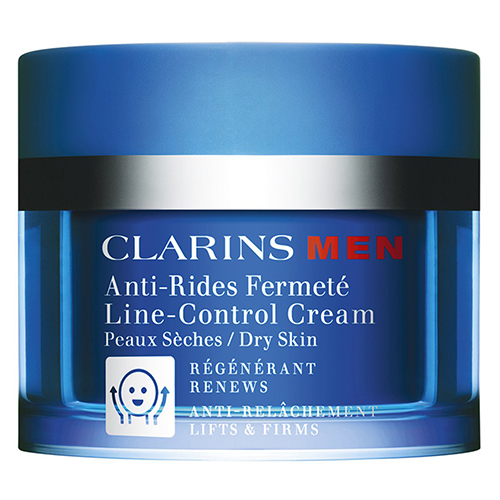 CLARINS MEN
Anti-Rides Fermeté
Line-Control Cream
Peaux Sèches / Dry Skin
RÉGÉNÉRANT
RENEWS
ANTI-RELÂCHEMENT
LIFTS & FIRMS